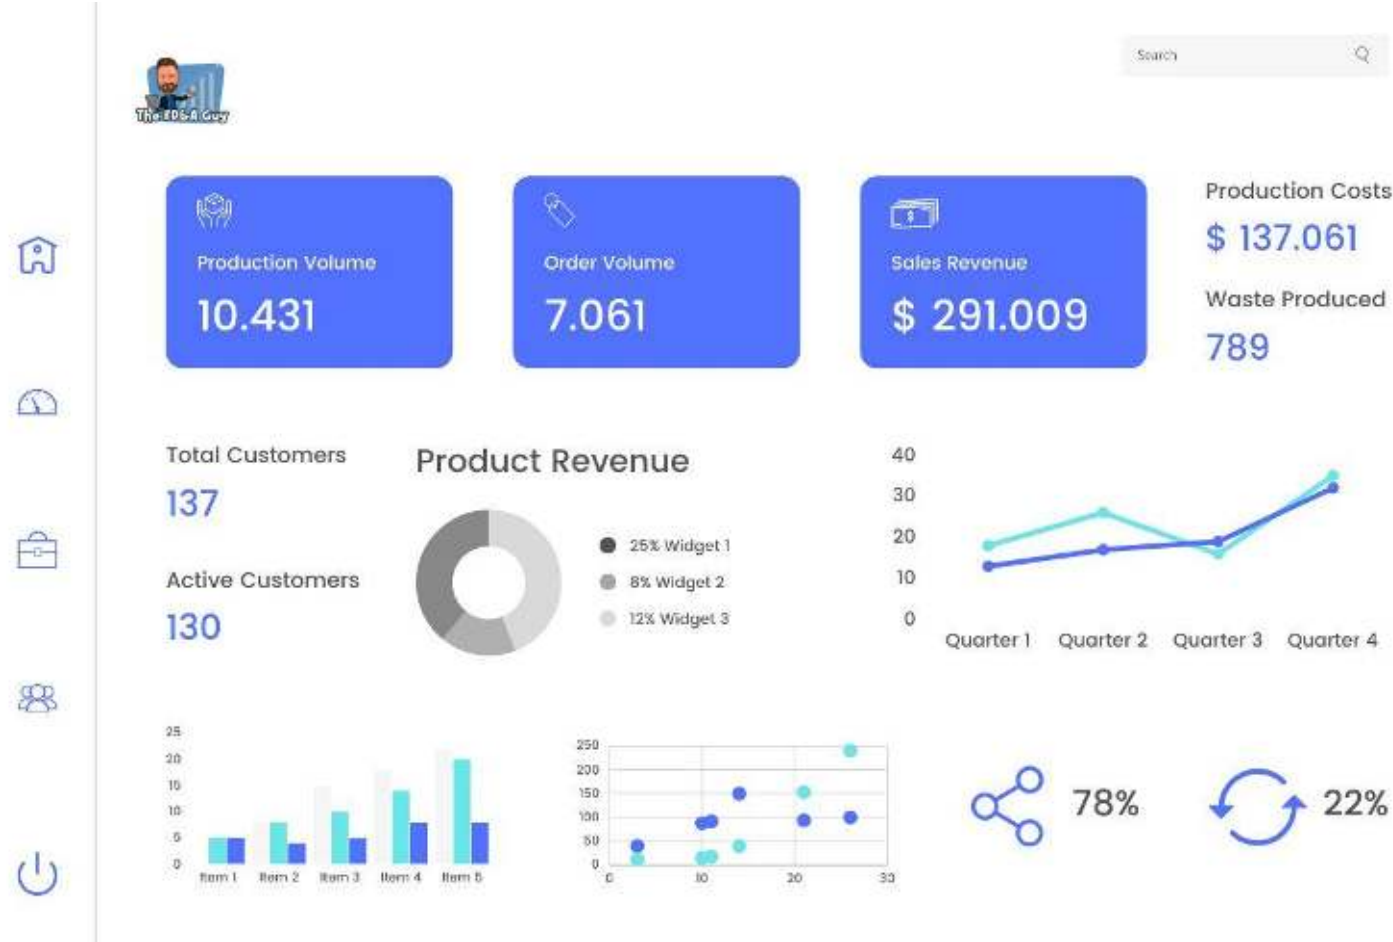 Search
The ED&A Guy
Production Volume
10.431
Order Volume
7.061
Sales Revenue
$ 291.009
Production Costs
$ 137.061
Waste Produced
789
Total Customers
137
Active Customers
130
Product Revenue
25% Widget 1
8% Widget 2
12% Widget 3
40
30
20
10
0
Quarter 1 Quarter 2 Quarter 3 Quarter 4
25
20
15
10
5
0
Item 1 Item 2 Item 3 Item 4 Item 5
250
200
150
100
50
0
0 10 20 30
78%
22%